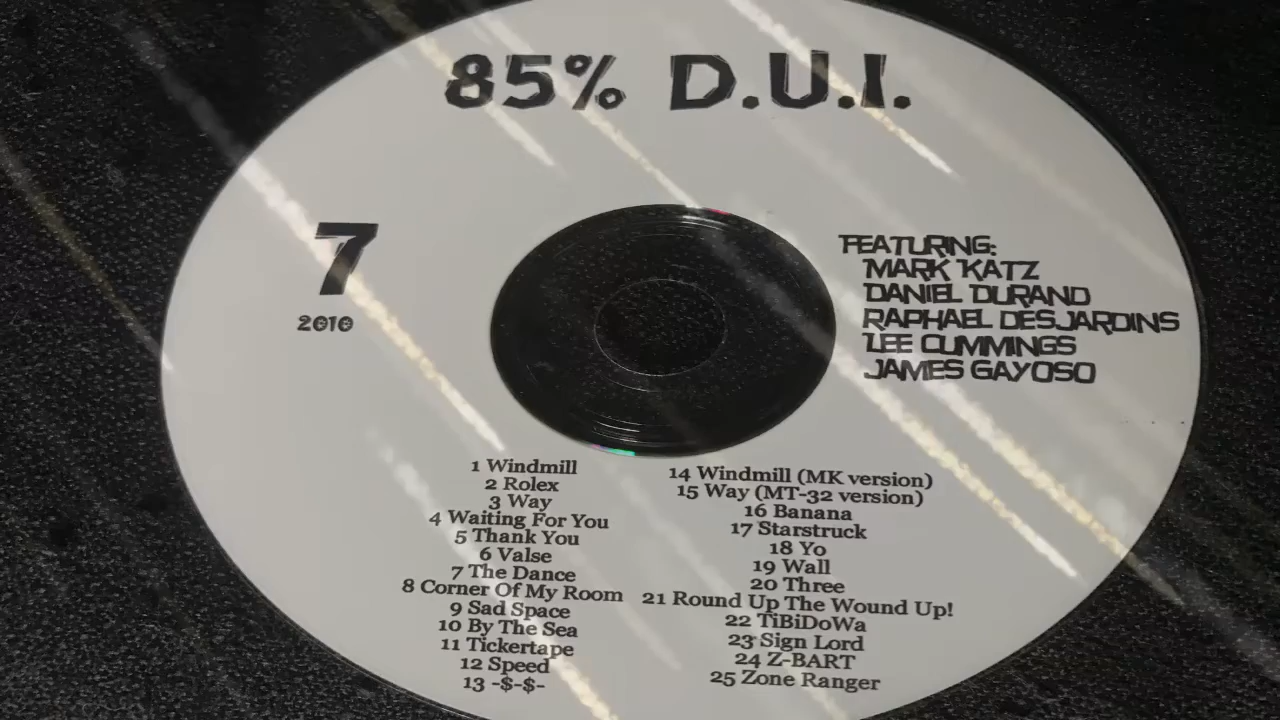 85% D.U.I.
7
2010
FEATURING:
MARK KATZ
DANIEL DURAND
RAPHAEL DESJARDINS
LEE CUMMINGS
JAMES GAYOSO
1 Windmill
2 Rolex
3 Way
4 Waiting For You
5 Thank You
6 Valse
7 The Dance
8 Corner Of My Room
9 Sad Space
10 By The Sea
11 Tickertape
12 Speed
13 -$-$-
14 Windmill (MK version)
15 Way (MT-32 version)
16 Banana
17 Starstruck
18 Yo
19 Wall
20 Three
21 Round Up The Wound Up!
22 TiBiDoWa
23 Sign Lord
24 Z-BART
25 Zone Ranger